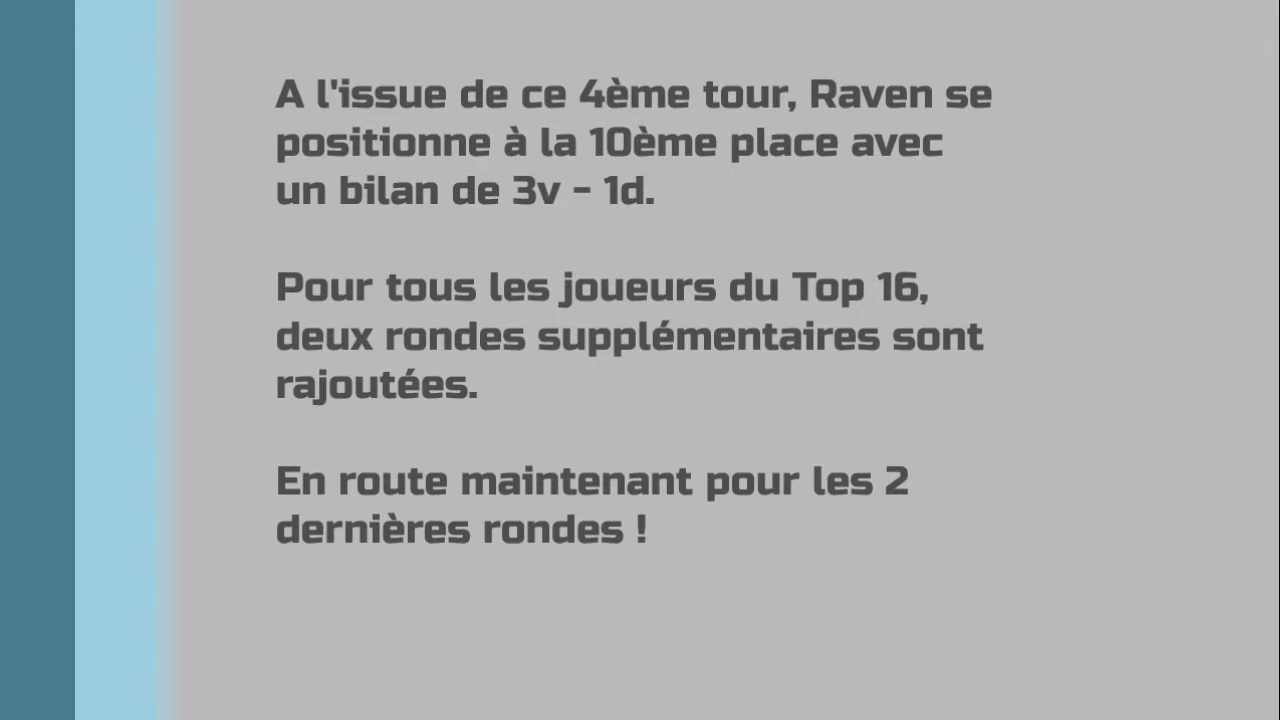 A l'issue de ce 4ème tour, Raven se
positionne à la 10ème place avec
un bilan de 3v - 1d.
Pour tous les joueurs du Top 16,
deux rondes supplémentaires sont
rajoutées.
En route maintenant pour les 2
dernières rondes !